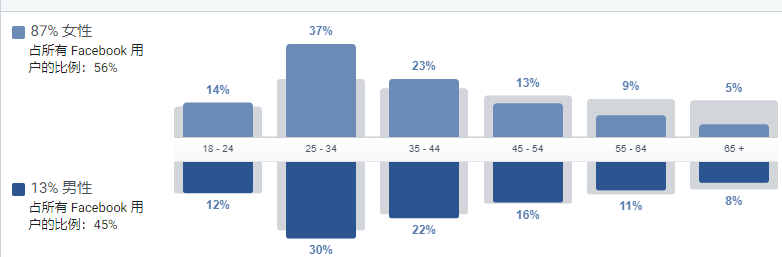 87% 女性
占所有 Facebook 用
户的比例：56%
37%
23%
14%
13%
9%
5%
18 - 24
25 - 34
35 - 44
45 - 54
55 - 64
65 +
13% 男性
占所有 Facebook 用
户的比例：45%
12%
30%
22%
16%
11%
8%